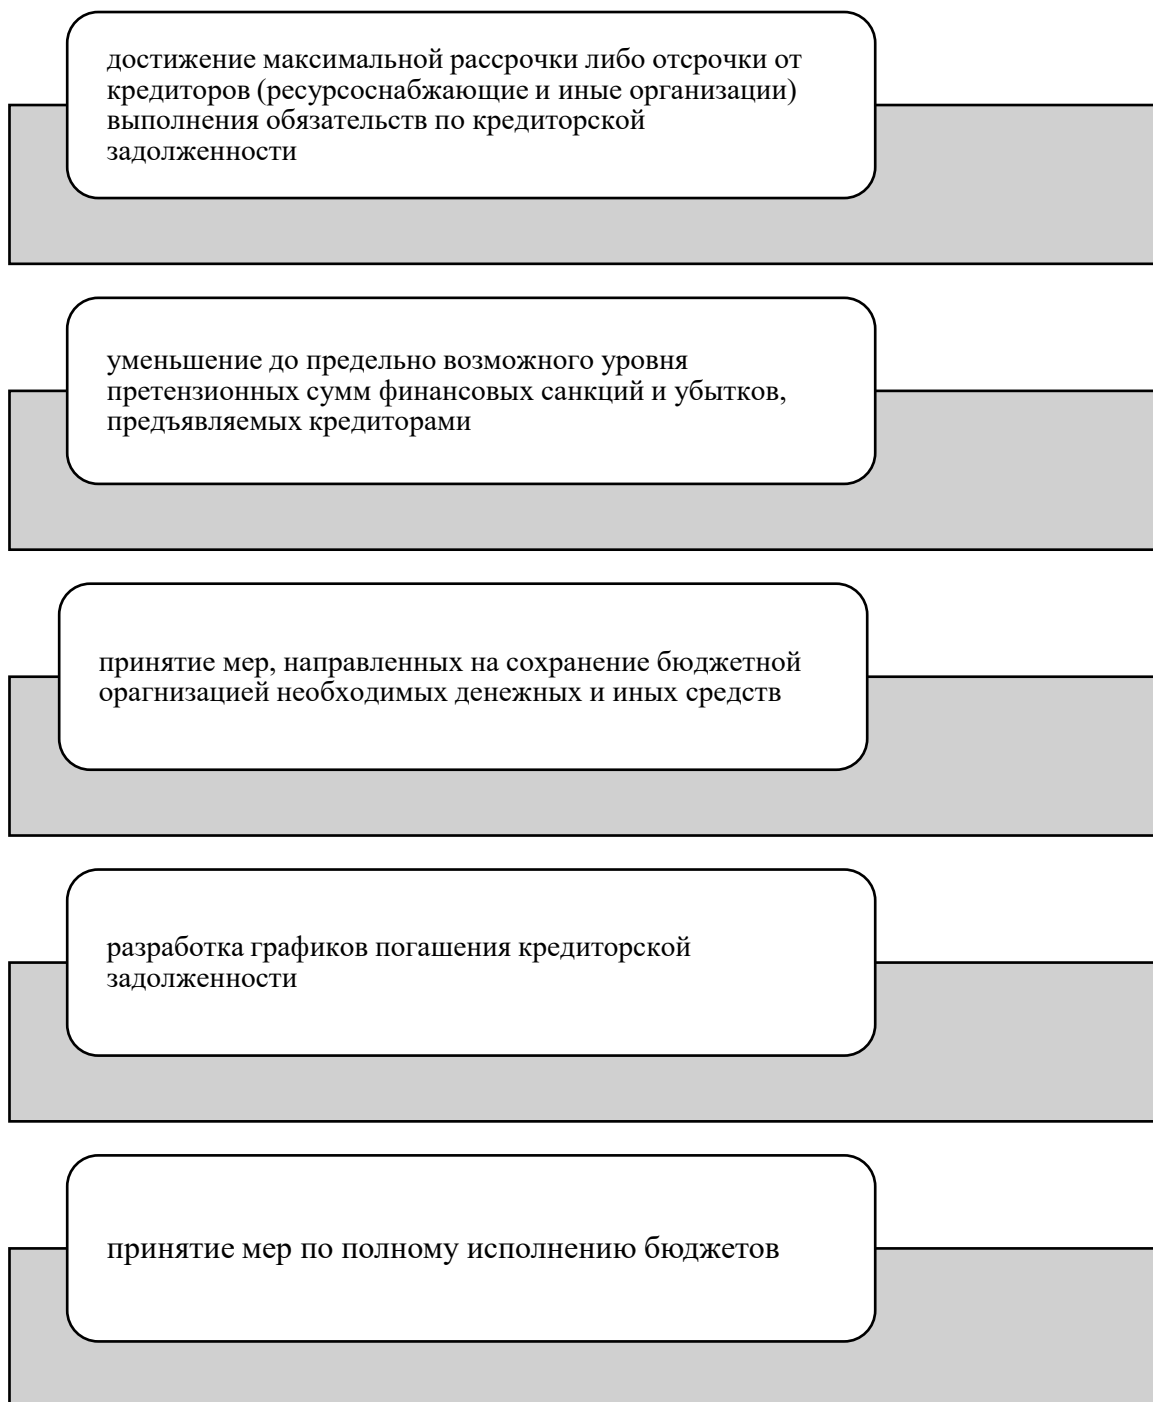 достижение максимальной рассрочки либо отсрочки от
кредиторов (ресурсоснабжающие и иные организации)
выполнения обязательств по кредиторской
задолженности
уменьшение до предельно возможного уровня
претензионных сумм финансовых санкций и убытков,
предъявляемых кредиторами
принятие мер, направленных на сохранение бюджетной
орагнизацией необходимых денежных и иных средств
разработка графиков погашения кредиторской
задолженности
принятие мер по полному исполнению бюджетов